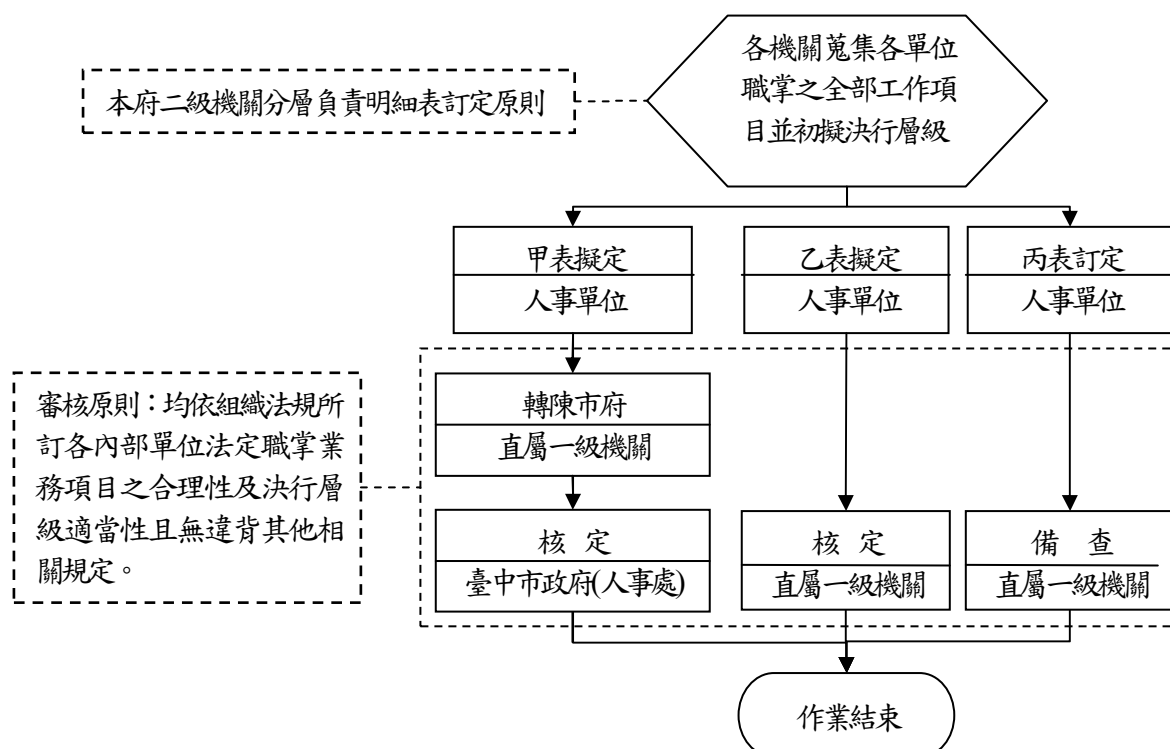 各機關蒐集各單位
職掌之全部工作項
目並初擬決行層級
本府二級機關分層負責明細表訂定原則
甲表擬定
人事單位
乙表擬定
人事單位
丙表訂定
人事單位
審核原則：均依組織法規所
訂各內部單位法定職掌業
務項目之合理性及決行層
級適當性且無違背其他相
關規定。
轉陳市府
直屬一級機關
核 定
臺中市政府(人事處)
核 定
直屬一級機關
備 查
直屬一級機關
作業結束